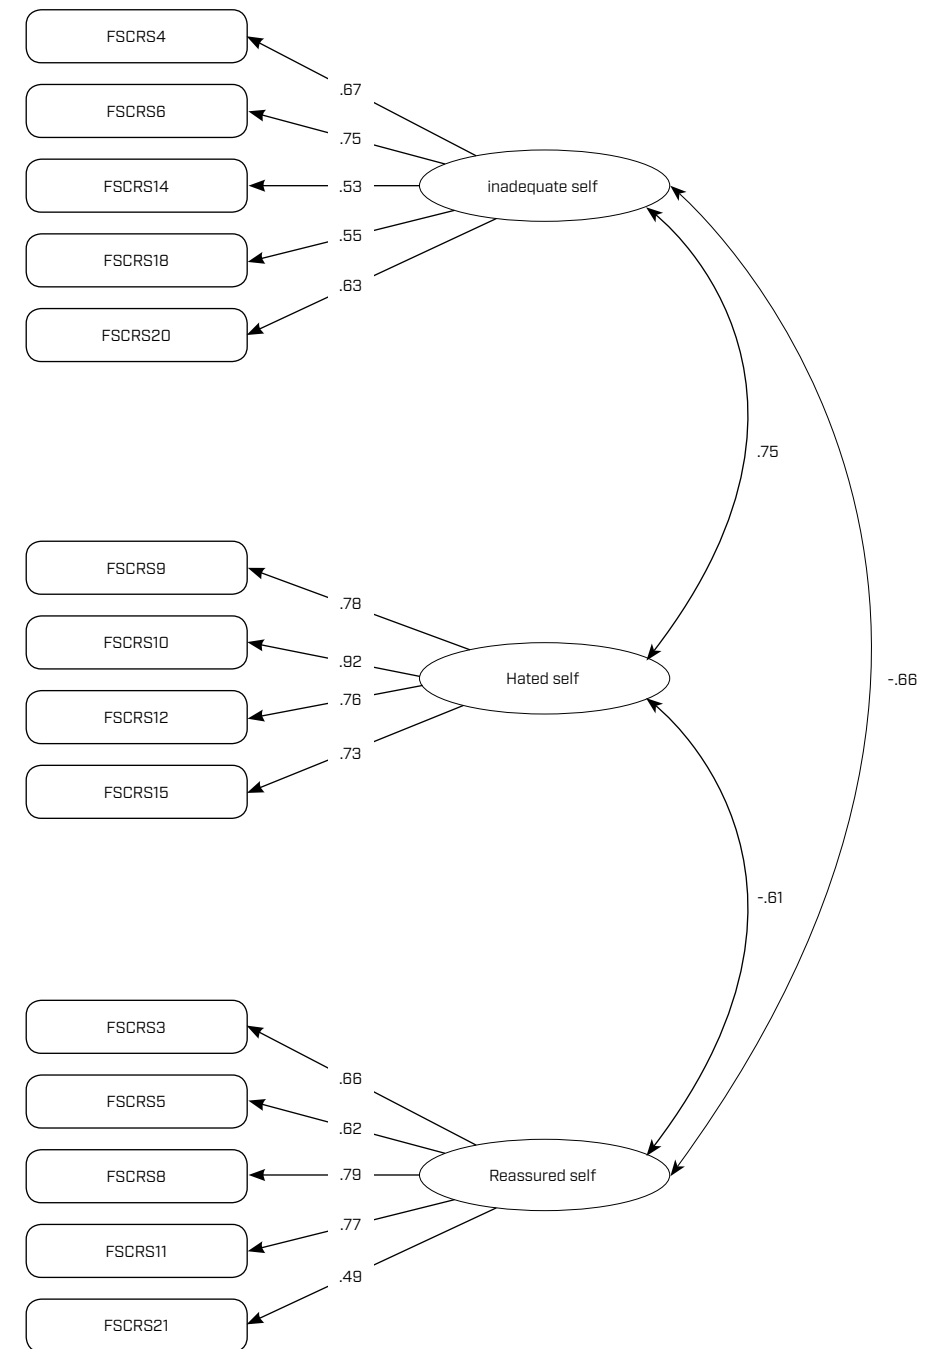 FSCRS4
.67
FSCRS6
.75
FSCRS14
.53
inadequate self
FSCRS18
.55
.63
FSCRS20
.75
FSCRS9
.78
FSCRS10
.92
Hated self
-.66
.76
FSCRS12
.73
FSCRS15
-.61
FSCRS3
.66
FSCRS5
.62
FSCRS8
.79
Reassured self
.77
FSCRS11
.49
FSCRS21